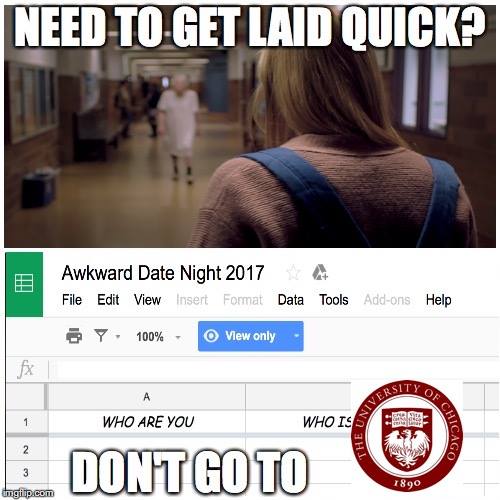 NEED TO GET LAID QUICK?
Awkward Date Night 2017
File Edit View Insert Format Data Tools Add-ons Help
100% View only
fx
A
1 WHO ARE YOU WHO IS
2
3
THE UNIVERSITY OF CHICAGO
1890
DON'T GO TO
imgflip.com